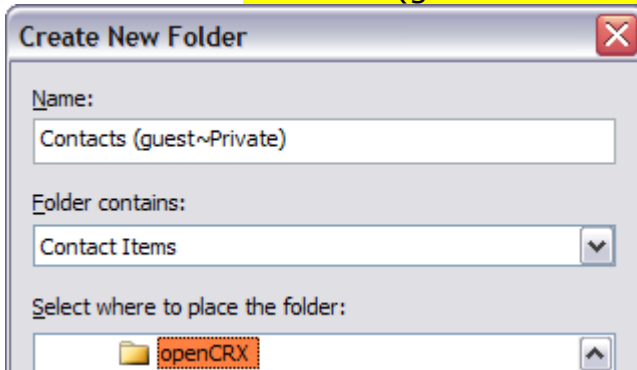 Create New Folder
Name:
Contacts (guest~Private)
Folder contains:
Contact Items
Select where to place the folder:
openCRX